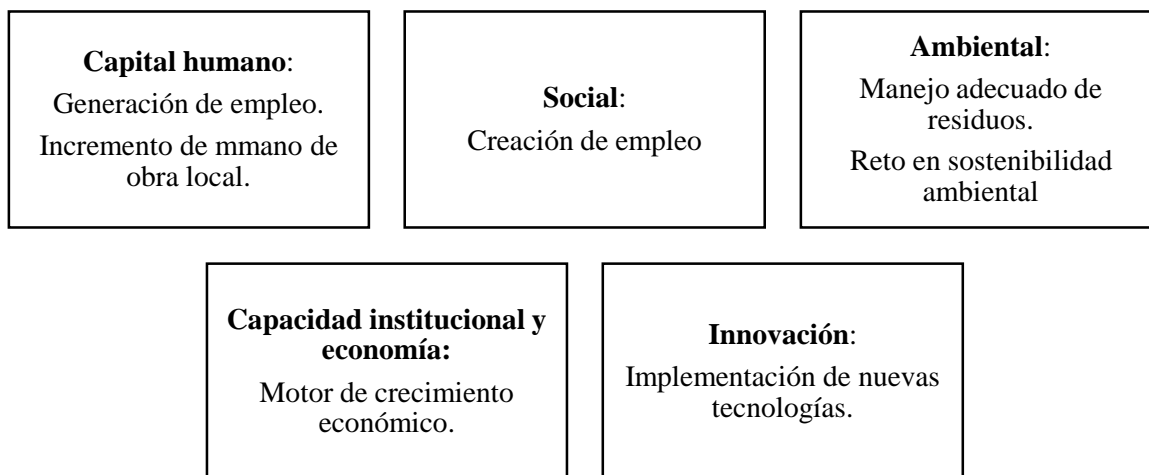 Capital humano:
Generación de empleo.
Incremento de mmano de
obra local.
Social:
Creación de empleo
Ambiental:
Manejo adecuado de
residuos.
Reto en sostenibilidad
ambiental
Capacidad institucional y
economía:
Motor de crecimiento
económico.
Innovación:
Implementación de nuevas
tecnologías.